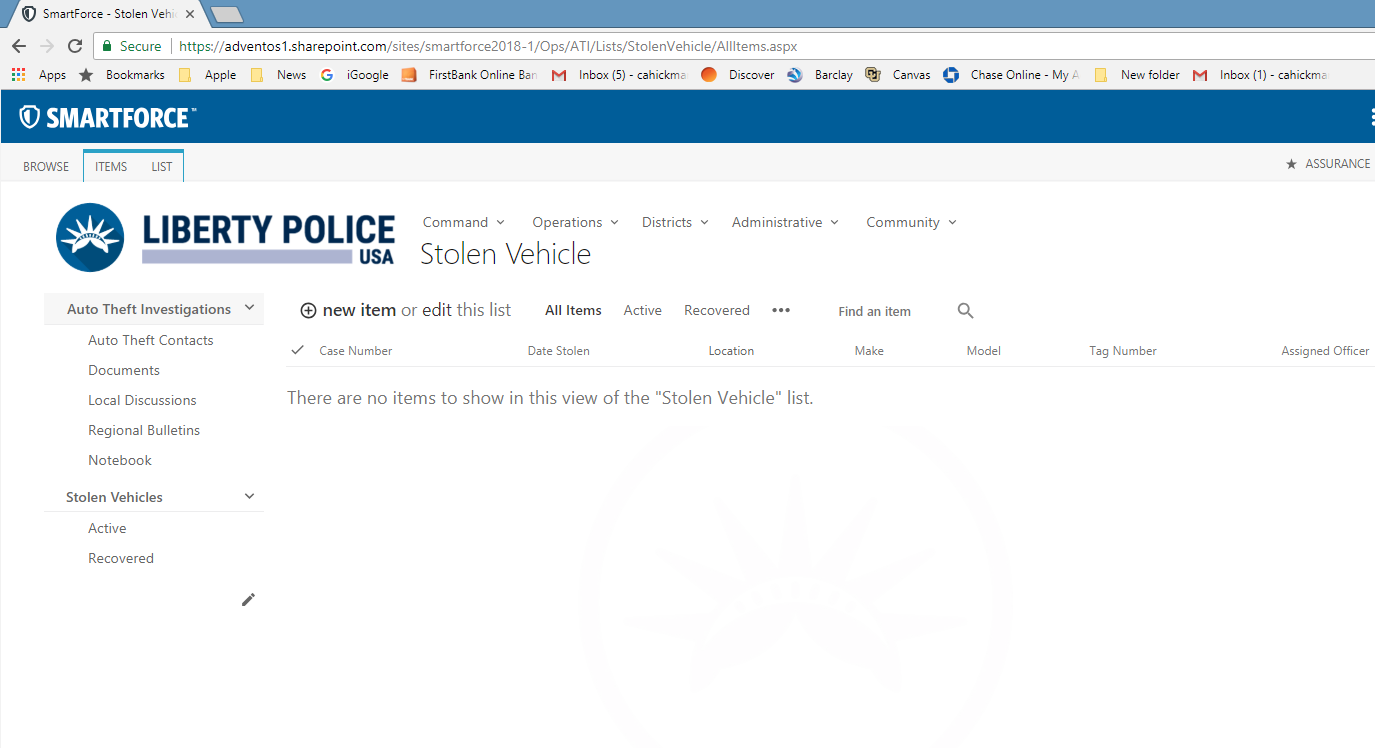 SmartForce - Stolen Vehic
Secure https://adventos1.sharepoint.com/sites/smartforce2018-1/Ops/ATI/Lists/StolenVehicle/AllItems.aspx
Apps Bookmarks Apple News iGoogle FirstBank Online Ban Inbox (5) - cahickma Discover Barclay Canvas Chase Online - My A New folder Inbox (1) - cahickma
SMARTFORCE™
BROWSE ITEMS LIST ASSURANCE
LIBERTY POLICE
USA
Command Operations Districts Administrative Community
Stolen Vehicle
Auto Theft Investigations
Auto Theft Contacts
Documents
Local Discussions
Regional Bulletins
Notebook
Stolen Vehicles
Active
Recovered
new item or edit this list All Items Active Recovered ••• Find an item
Case Number Date Stolen Location Make Model Tag Number Assigned Officer
There are no items to show in this view of the "Stolen Vehicle" list.